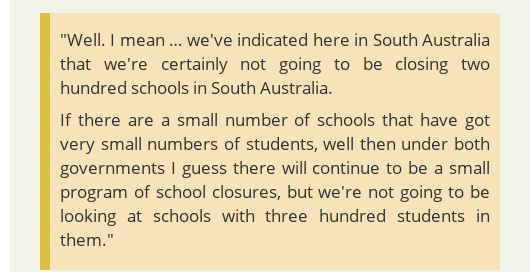 "Well. I mean ... we've indicated here in South Australia
that we're certainly not going to be closing two
hundred schools in South Australia.
If there are a small number of schools that have got
very small numbers of students, well then under both
governments I guess there will continue to be a small
program of school closures, but we're not going to be
looking at schools with three hundred students in
them."